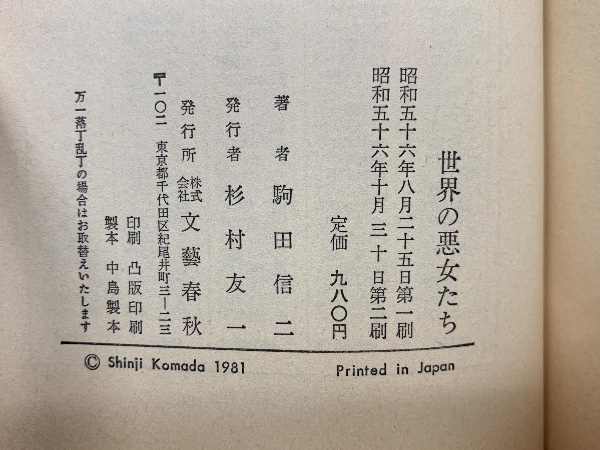 世界の悪女たち
昭和五十六年八月二十五日第一刷
昭和五十六年十月三十日第二刷
定価 九八〇円
著者 駒田信二
発行者 杉村友一
発行所 株式会社 文藝春秋
〒一〇二 東京都千代田区紀尾井町三—二三
印刷 凸版印刷
製本 中島製本
万一落丁乱丁の場合はお取替えいたします
© Shinji Komada 1981 Printed in Japan